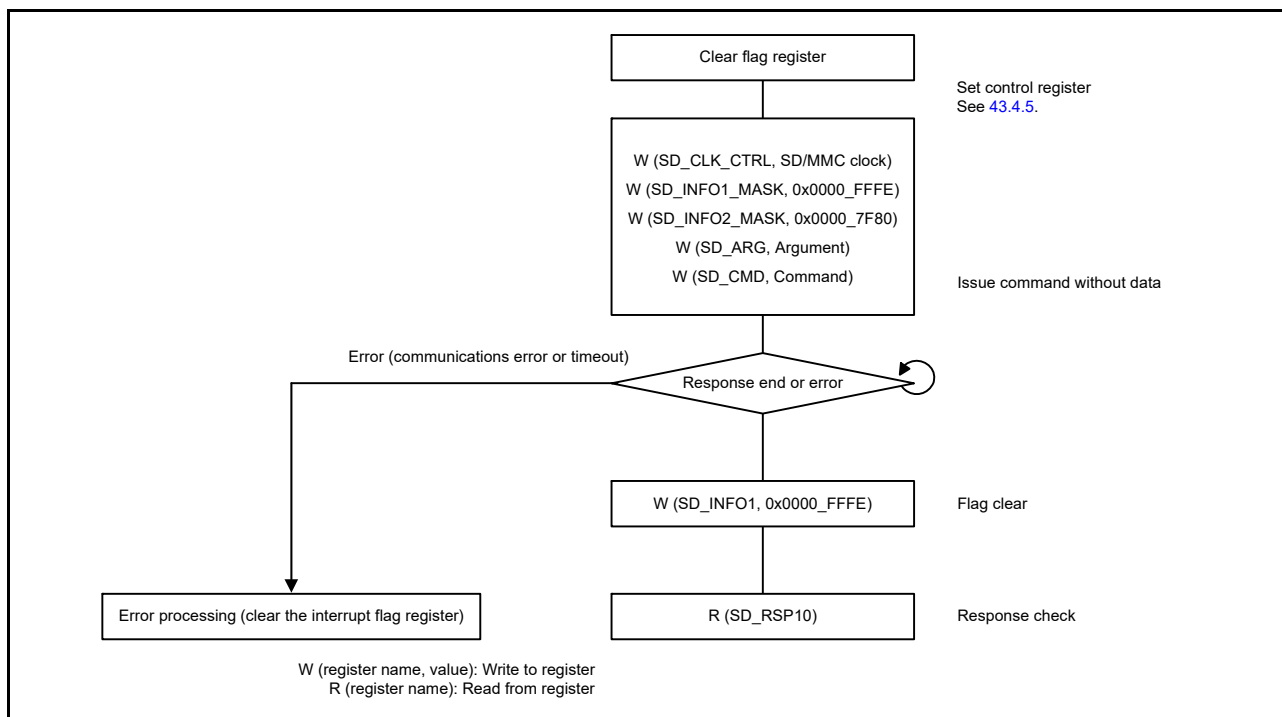 Clear flag register
Set control register
See 43.4.5.
W (SD_CLK_CTRL, SD/MMC clock)
W (SD_INFO1_MASK, 0x0000_FFFE)
W (SD_INFO2_MASK, 0x0000_7F80)
W (SD_ARG, Argument)
W (SD_CMD, Command)
Issue command without data
Error (communications error or timeout)
Response end or error
W (SD_INFO1, 0x0000_FFFE)
Flag clear
Error processing (clear the interrupt flag register)
R (SD_RSP10)
Response check
W (register name, value): Write to register
R (register name): Read from register